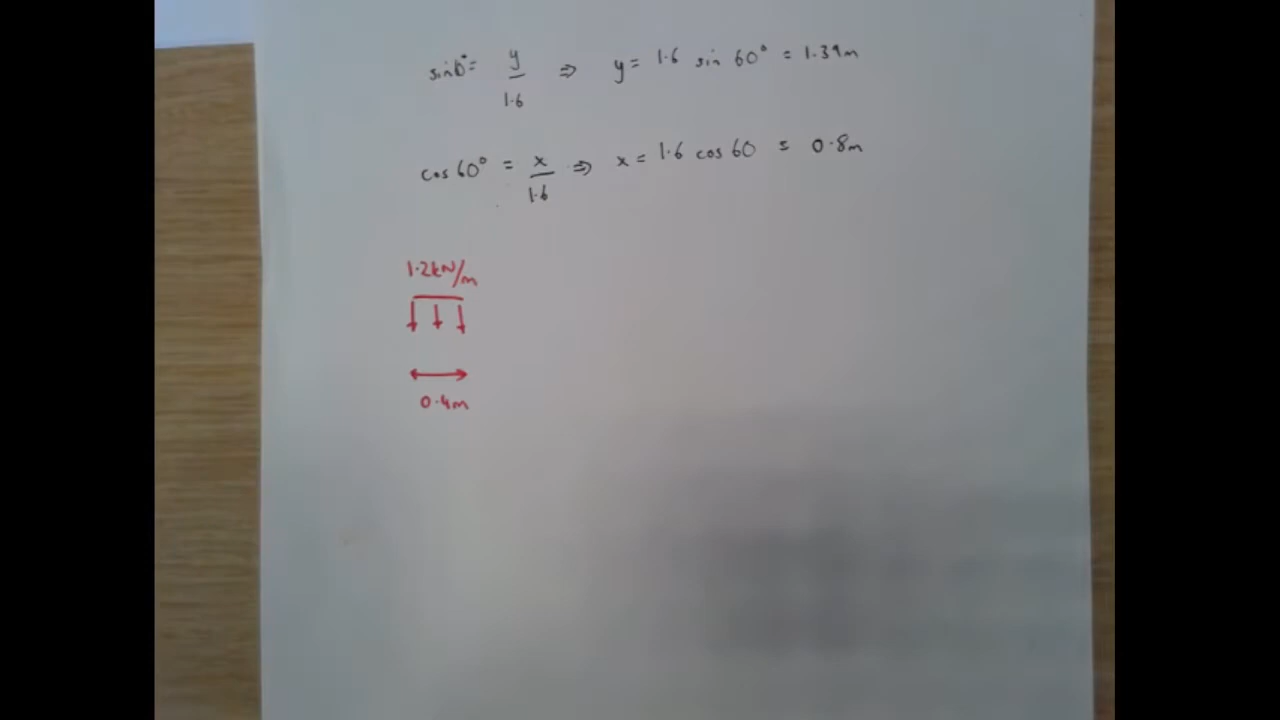 sin6° = y/1.6 ⇒ y = 1.6 sin 60° = 1.39m
cos 60° = x/1.6 ⇒ x = 1.6 cos 60 = 0.8m
1.2kN/m
0.4m